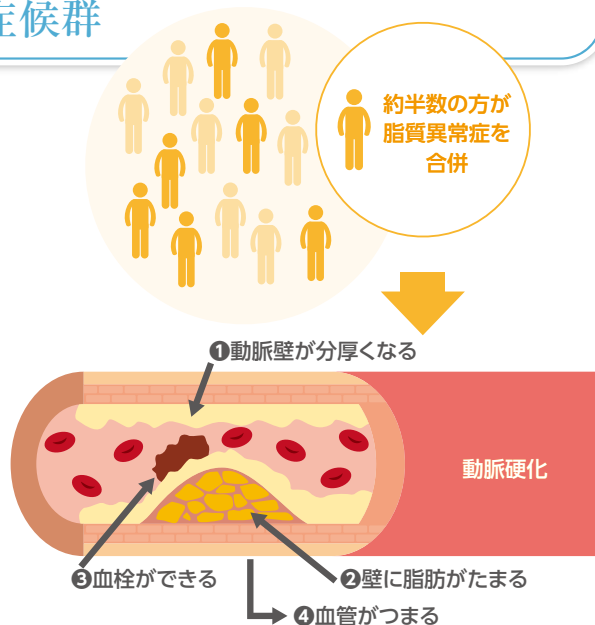 症候群
約半数の方が
脂質異常症を
合併
❶動脈壁が分厚くなる
動脈硬化
❸血栓ができる
❷壁に脂肪がたまる
❹血管がつまる